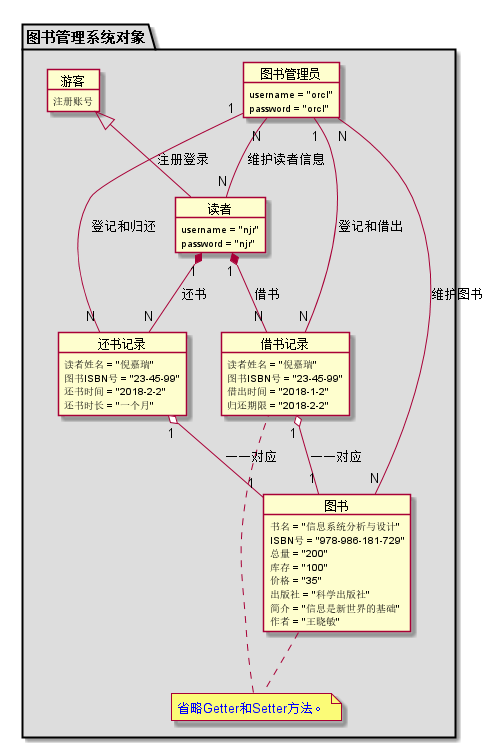 图书管理系统对象
游客
注册账号
图书管理员
username = "orcl"
password = "orcl"
1
N
1
N
注册登录
维护读者信息
N
读者
username = "njr"
password = "njr"
登记和归还
登记和借出
1
1
还书
借书
维护图书
N
N
N
N
还书记录
读者姓名 = "倪嘉瑞"
图书ISBN号 = "23-45-99"
还书时间 = "2018-2-2"
还书时长 = "一个月"
借书记录
读者姓名 = "倪嘉瑞"
图书ISBN号 = "23-45-99"
借出时间 = "2018-1-2"
归还期限 = "2018-2-2"
1
1
一一对应
一一对应
1
1
N
图书
书名 = "信息系统分析与设计"
ISBN号 = "978-986-181-729"
总量 = "200"
库存 = "100"
价格 = "35"
出版社 = "科学出版社"
简介 = "信息是新世界的基础"
作者 = "王晓敏"
省略Getter和Setter方法。